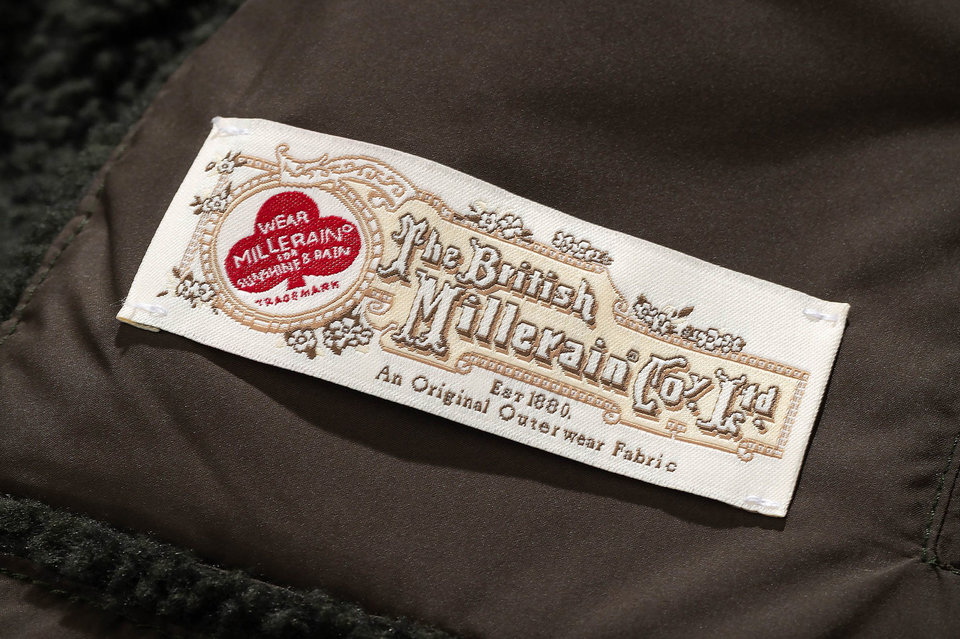 WEAR
MILLERAIN®
FOR
SUNSHINE & RAIN
TRADEMARK
The British
Millerain® Coy. Ltd
EST 1880.
An Original Outerwear Fabric